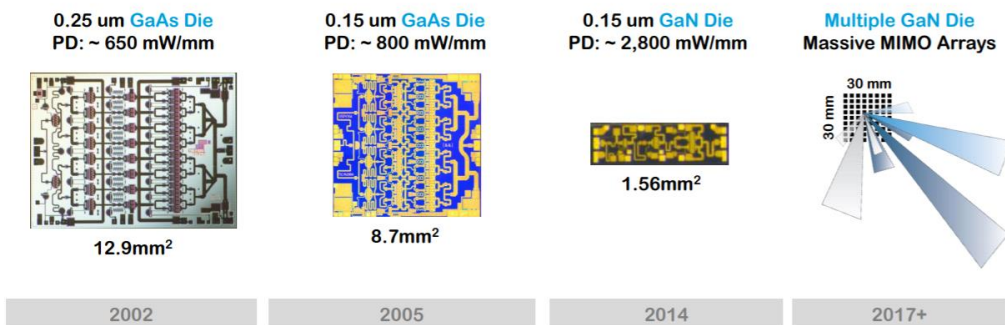 0.25 um GaAs Die
PD: ~ 650 mW/mm
12.9mm²
2002
0.15 um GaAs Die
PD: ~ 800 mW/mm
8.7mm²
2005
0.15 um GaN Die
PD: ~ 2,800 mW/mm
1.56mm²
2014
Multiple GaN Die
Massive MIMO Arrays
30 mm
30 mm
2017+